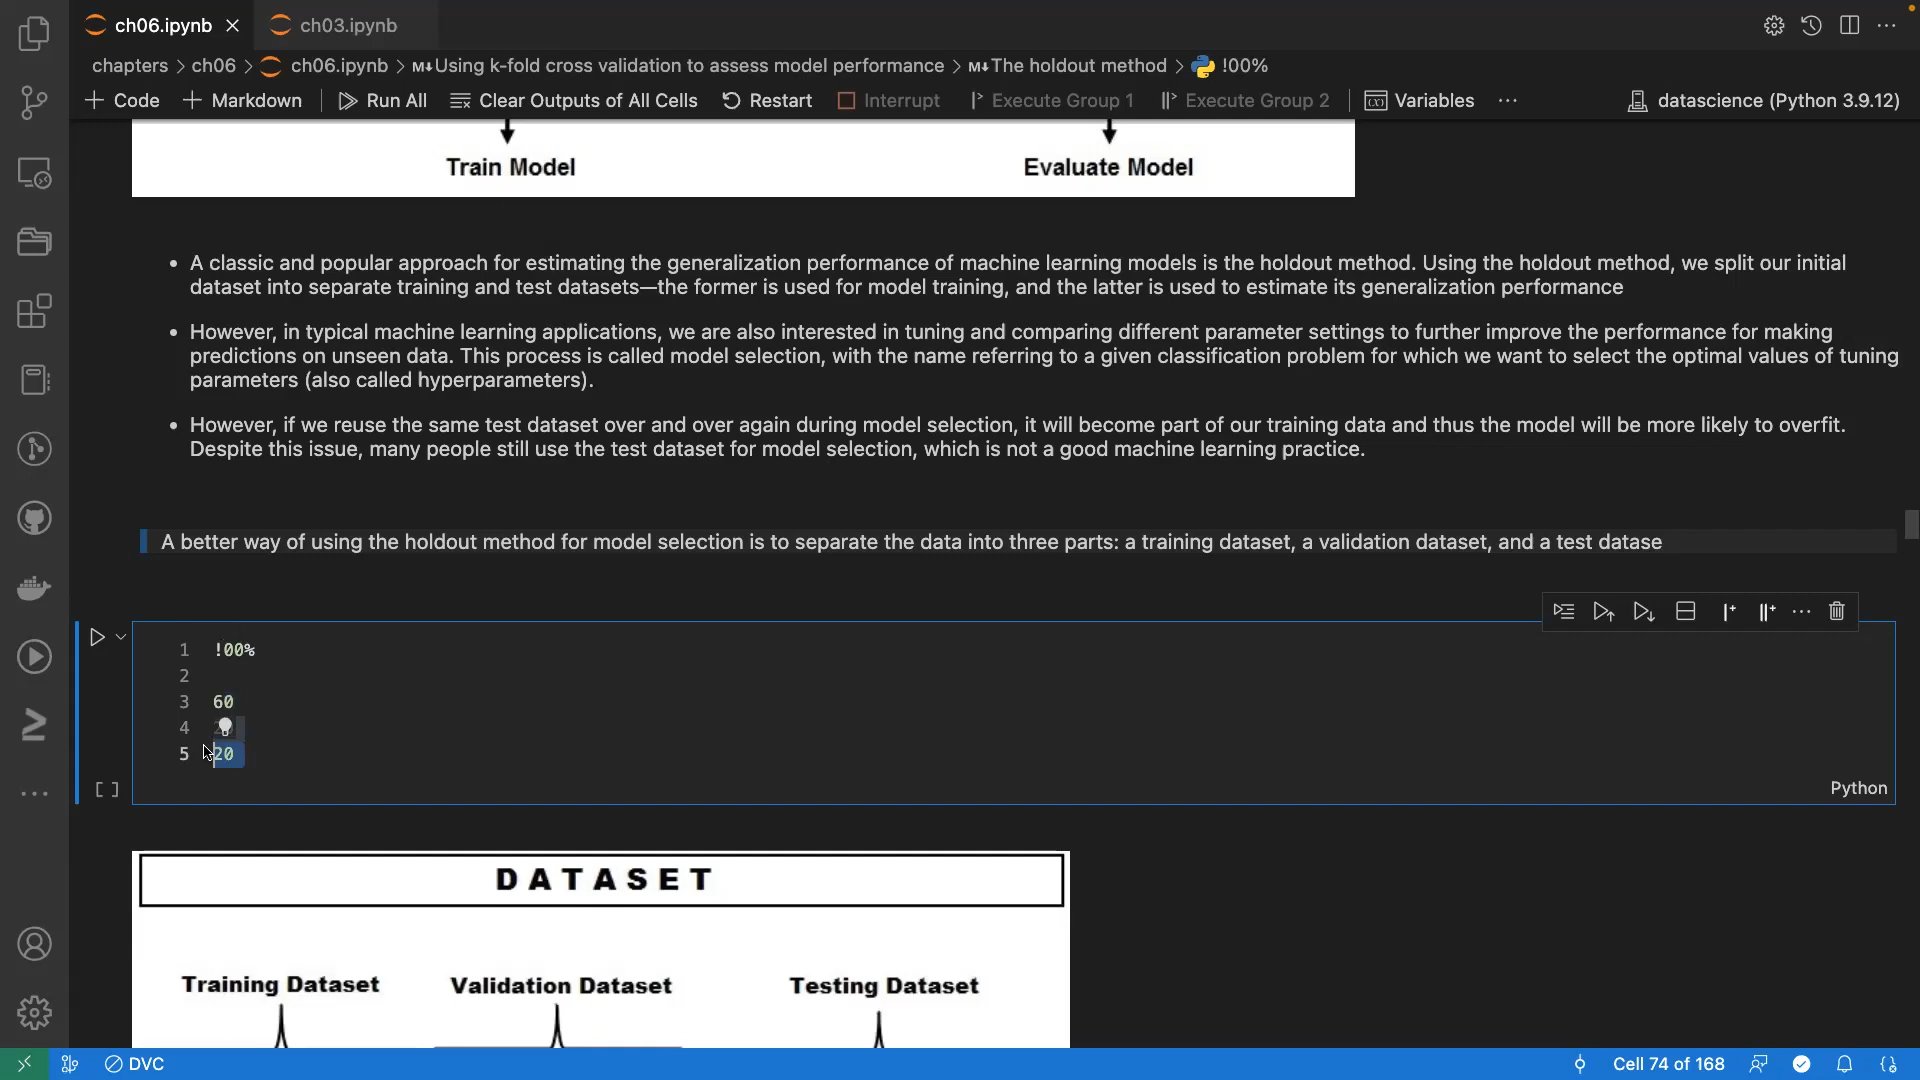 ch06.ipynb
ch03.ipynb
chapters > ch06 > ch06.ipynb > M↓Using k-fold cross validation to assess model performance > M↓The holdout method > !00%
+ Code + Markdown Run All Clear Outputs of All Cells Restart Interrupt Execute Group 1 Execute Group 2 Variables ... datascience (Python 3.9.12)
Train Model Evaluate Model
• A classic and popular approach for estimating the generalization performance of machine learning models is the holdout method. Using the holdout method, we split our initial
dataset into separate training and test datasets—the former is used for model training, and the latter is used to estimate its generalization performance
• However, in typical machine learning applications, we are also interested in tuning and comparing different parameter settings to further improve the performance for making
predictions on unseen data. This process is called model selection, with the name referring to a given classification problem for which we want to select the optimal values of tuning
parameters (also called hyperparameters).
• However, if we reuse the same test dataset over and over again during model selection, it will become part of our training data and thus the model will be more likely to overfit.
Despite this issue, many people still use the test dataset for model selection, which is not a good machine learning practice.
A better way of using the holdout method for model selection is to separate the data into three parts: a training dataset, a validation dataset, and a test datase
1 !00%
2
3 60
4
5 20
[ ]
Python
DATASET
Training Dataset Validation Dataset Testing Dataset
DVC
Cell 74 of 168